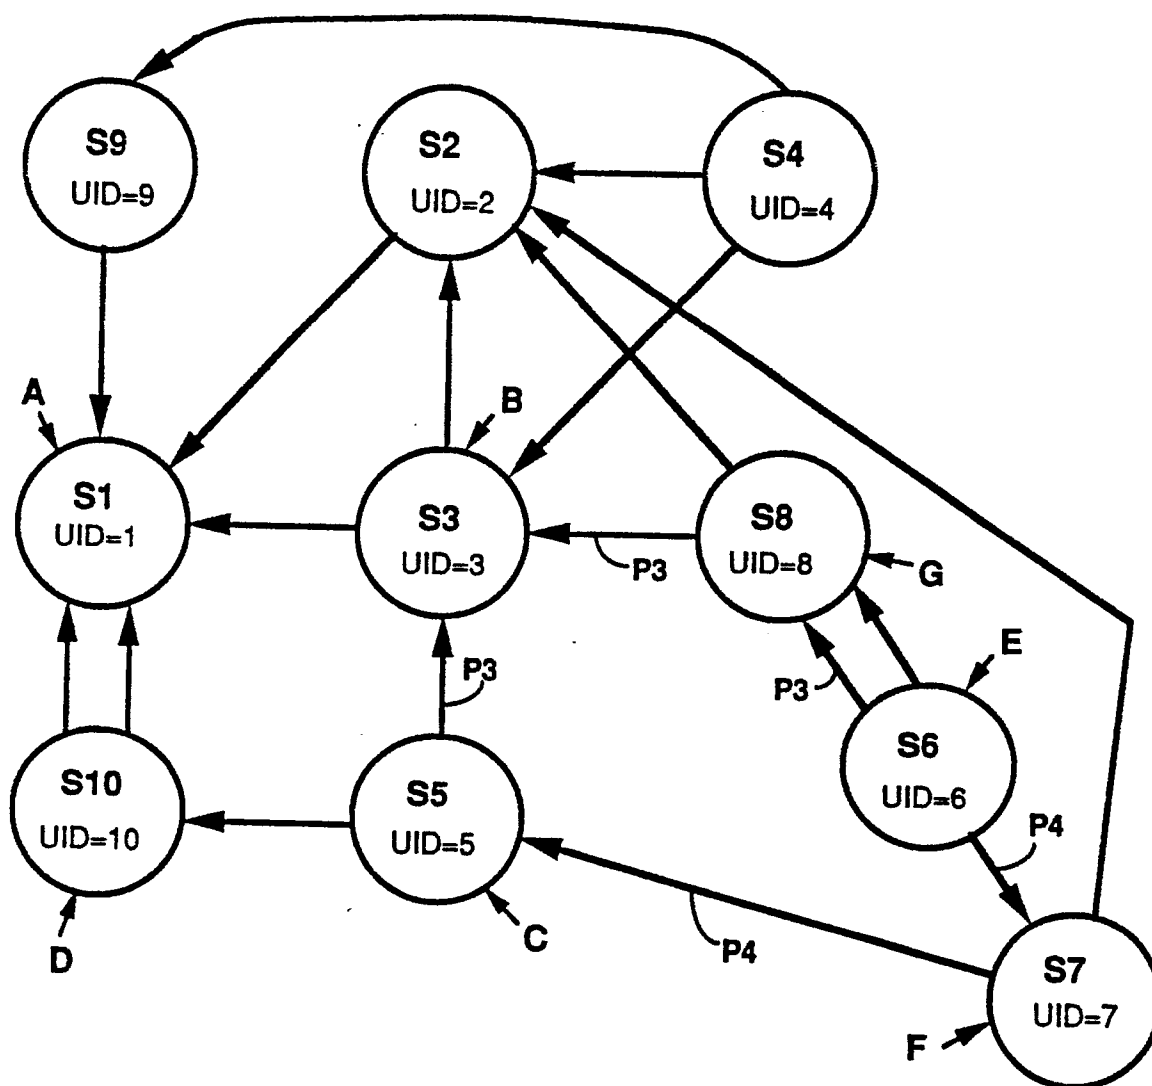 S9
UID=9
S2
UID=2
S4
UID=4
A
B
S1
UID=1
S3
UID=3
S8
UID=8
P3
G
P3
P3
E
S6
UID=6
S10
UID=10
S5
UID=5
P4
D
C
P4
S7
UID=7
F